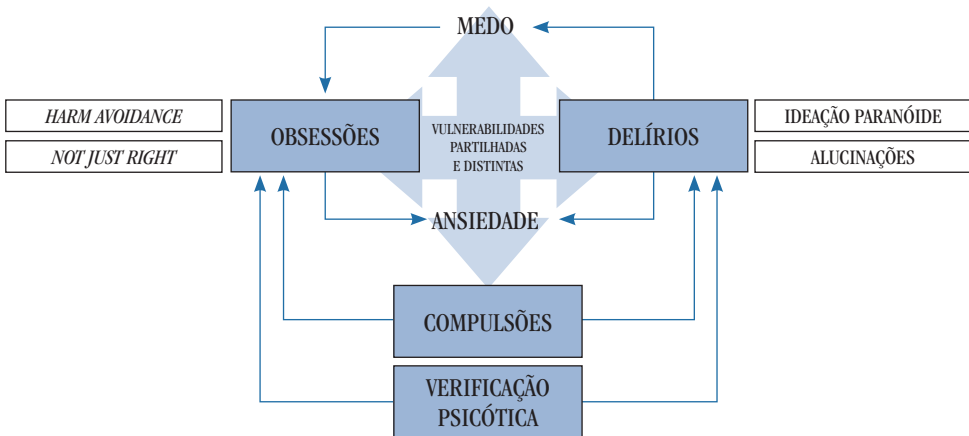 MEDO
HARM AVOIDANCE
NOT JUST RIGHT
OBSESSÕES
VULNERABILIDADES
PARTILHADAS
E DISTINTAS
DELÍRIOS
IDEAÇÃO PARANÓIDE
ALUCINAÇÕES
ANSIEDADE
COMPULSÕES
VERIFICAÇÃO
PSICÓTICA